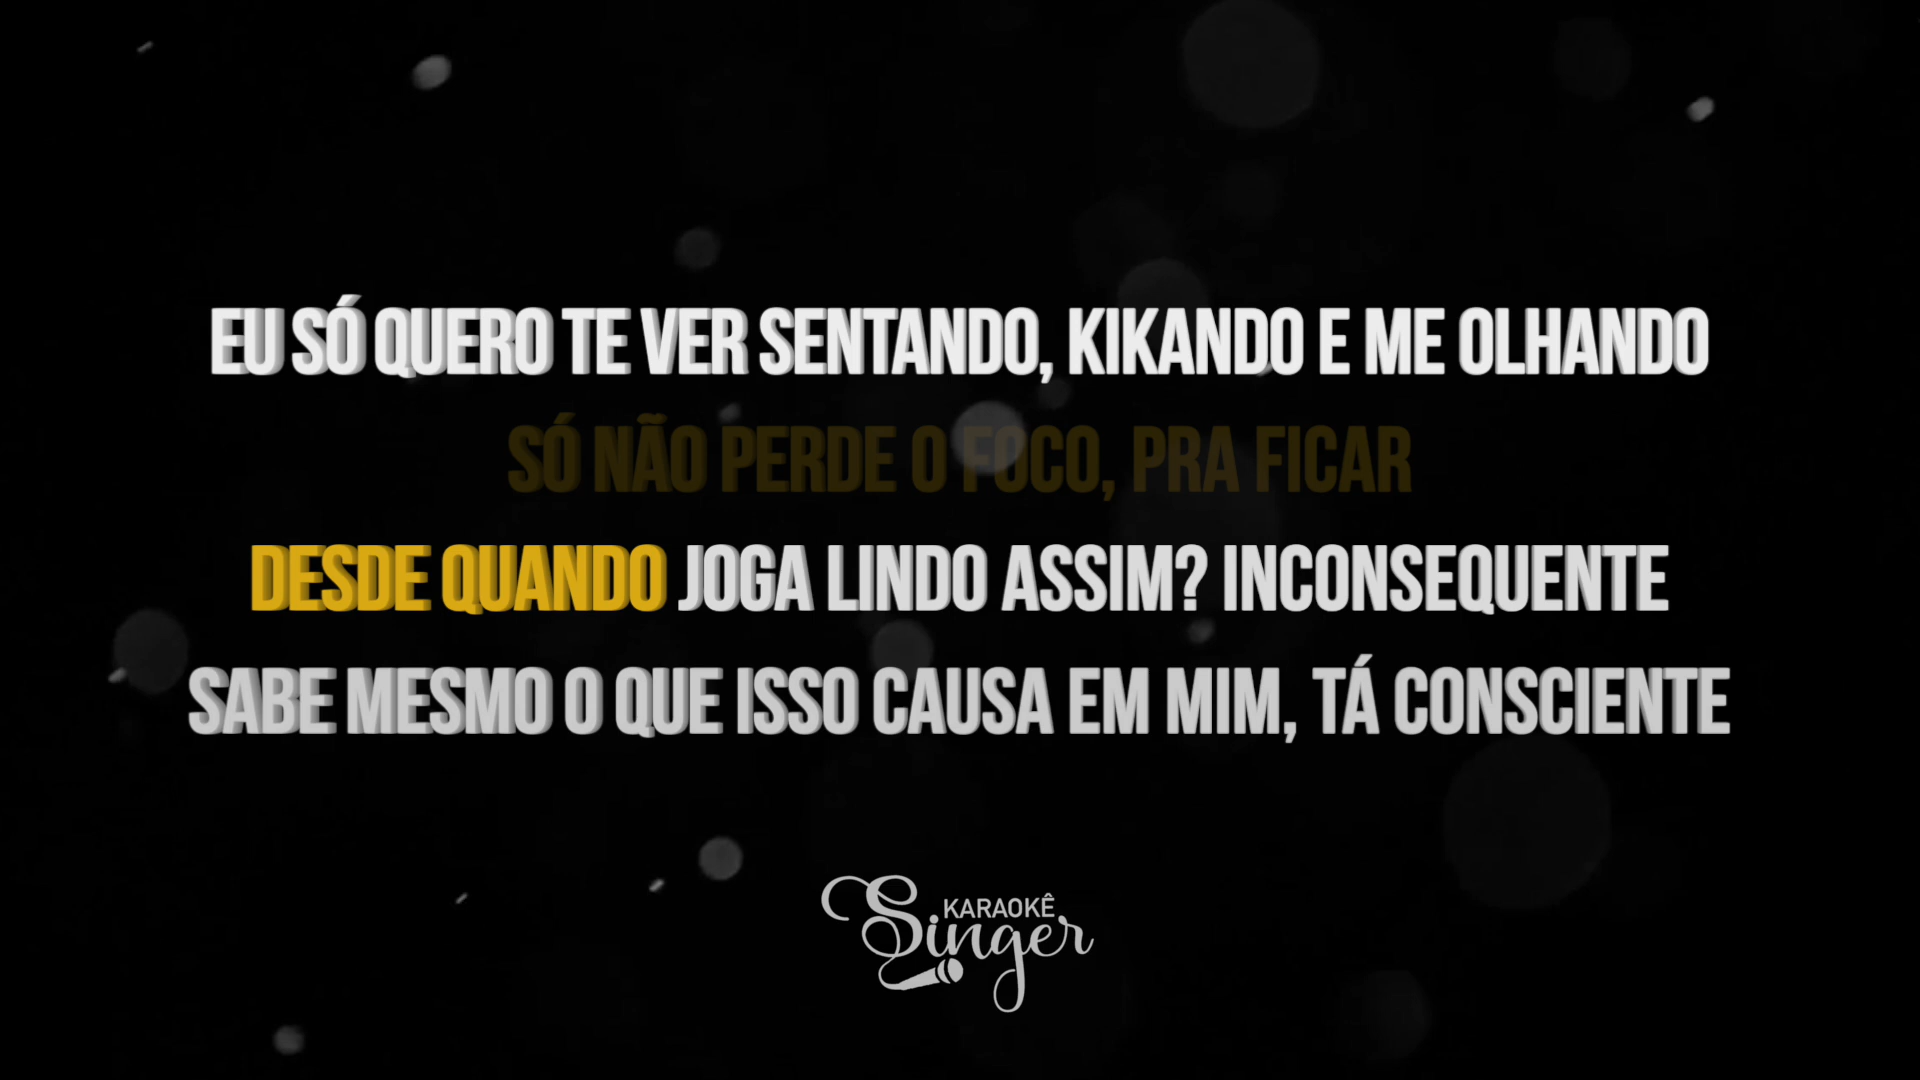 EU SÓ QUERO TE VER SENTANDO, KIKANDO E ME OLHANDO
SÓ NÃO PERDE O FOCO, PRA FICAR
DESDE QUANDO JOGA LINDO ASSIM? INCONSEQUENTE
SABE MESMO O QUE ISSO CAUSA EM MIM, TÁ CONSCIENTE
KARAOKÊ
Singer